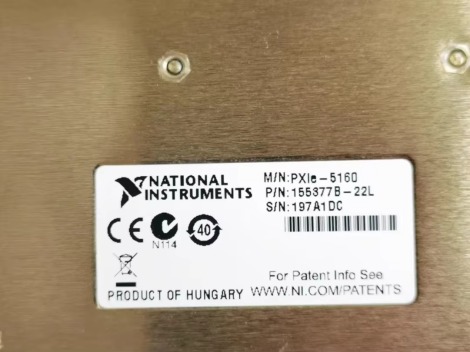 NATIONAL
INSTRUMENTS
M/N:PXIe-5160
P/N:155377B-22L
S/N:197A1DC
CE
N114
40
For Patent Info See
PRODUCT OF HUNGARY WWW.NI.COM/PATENTS